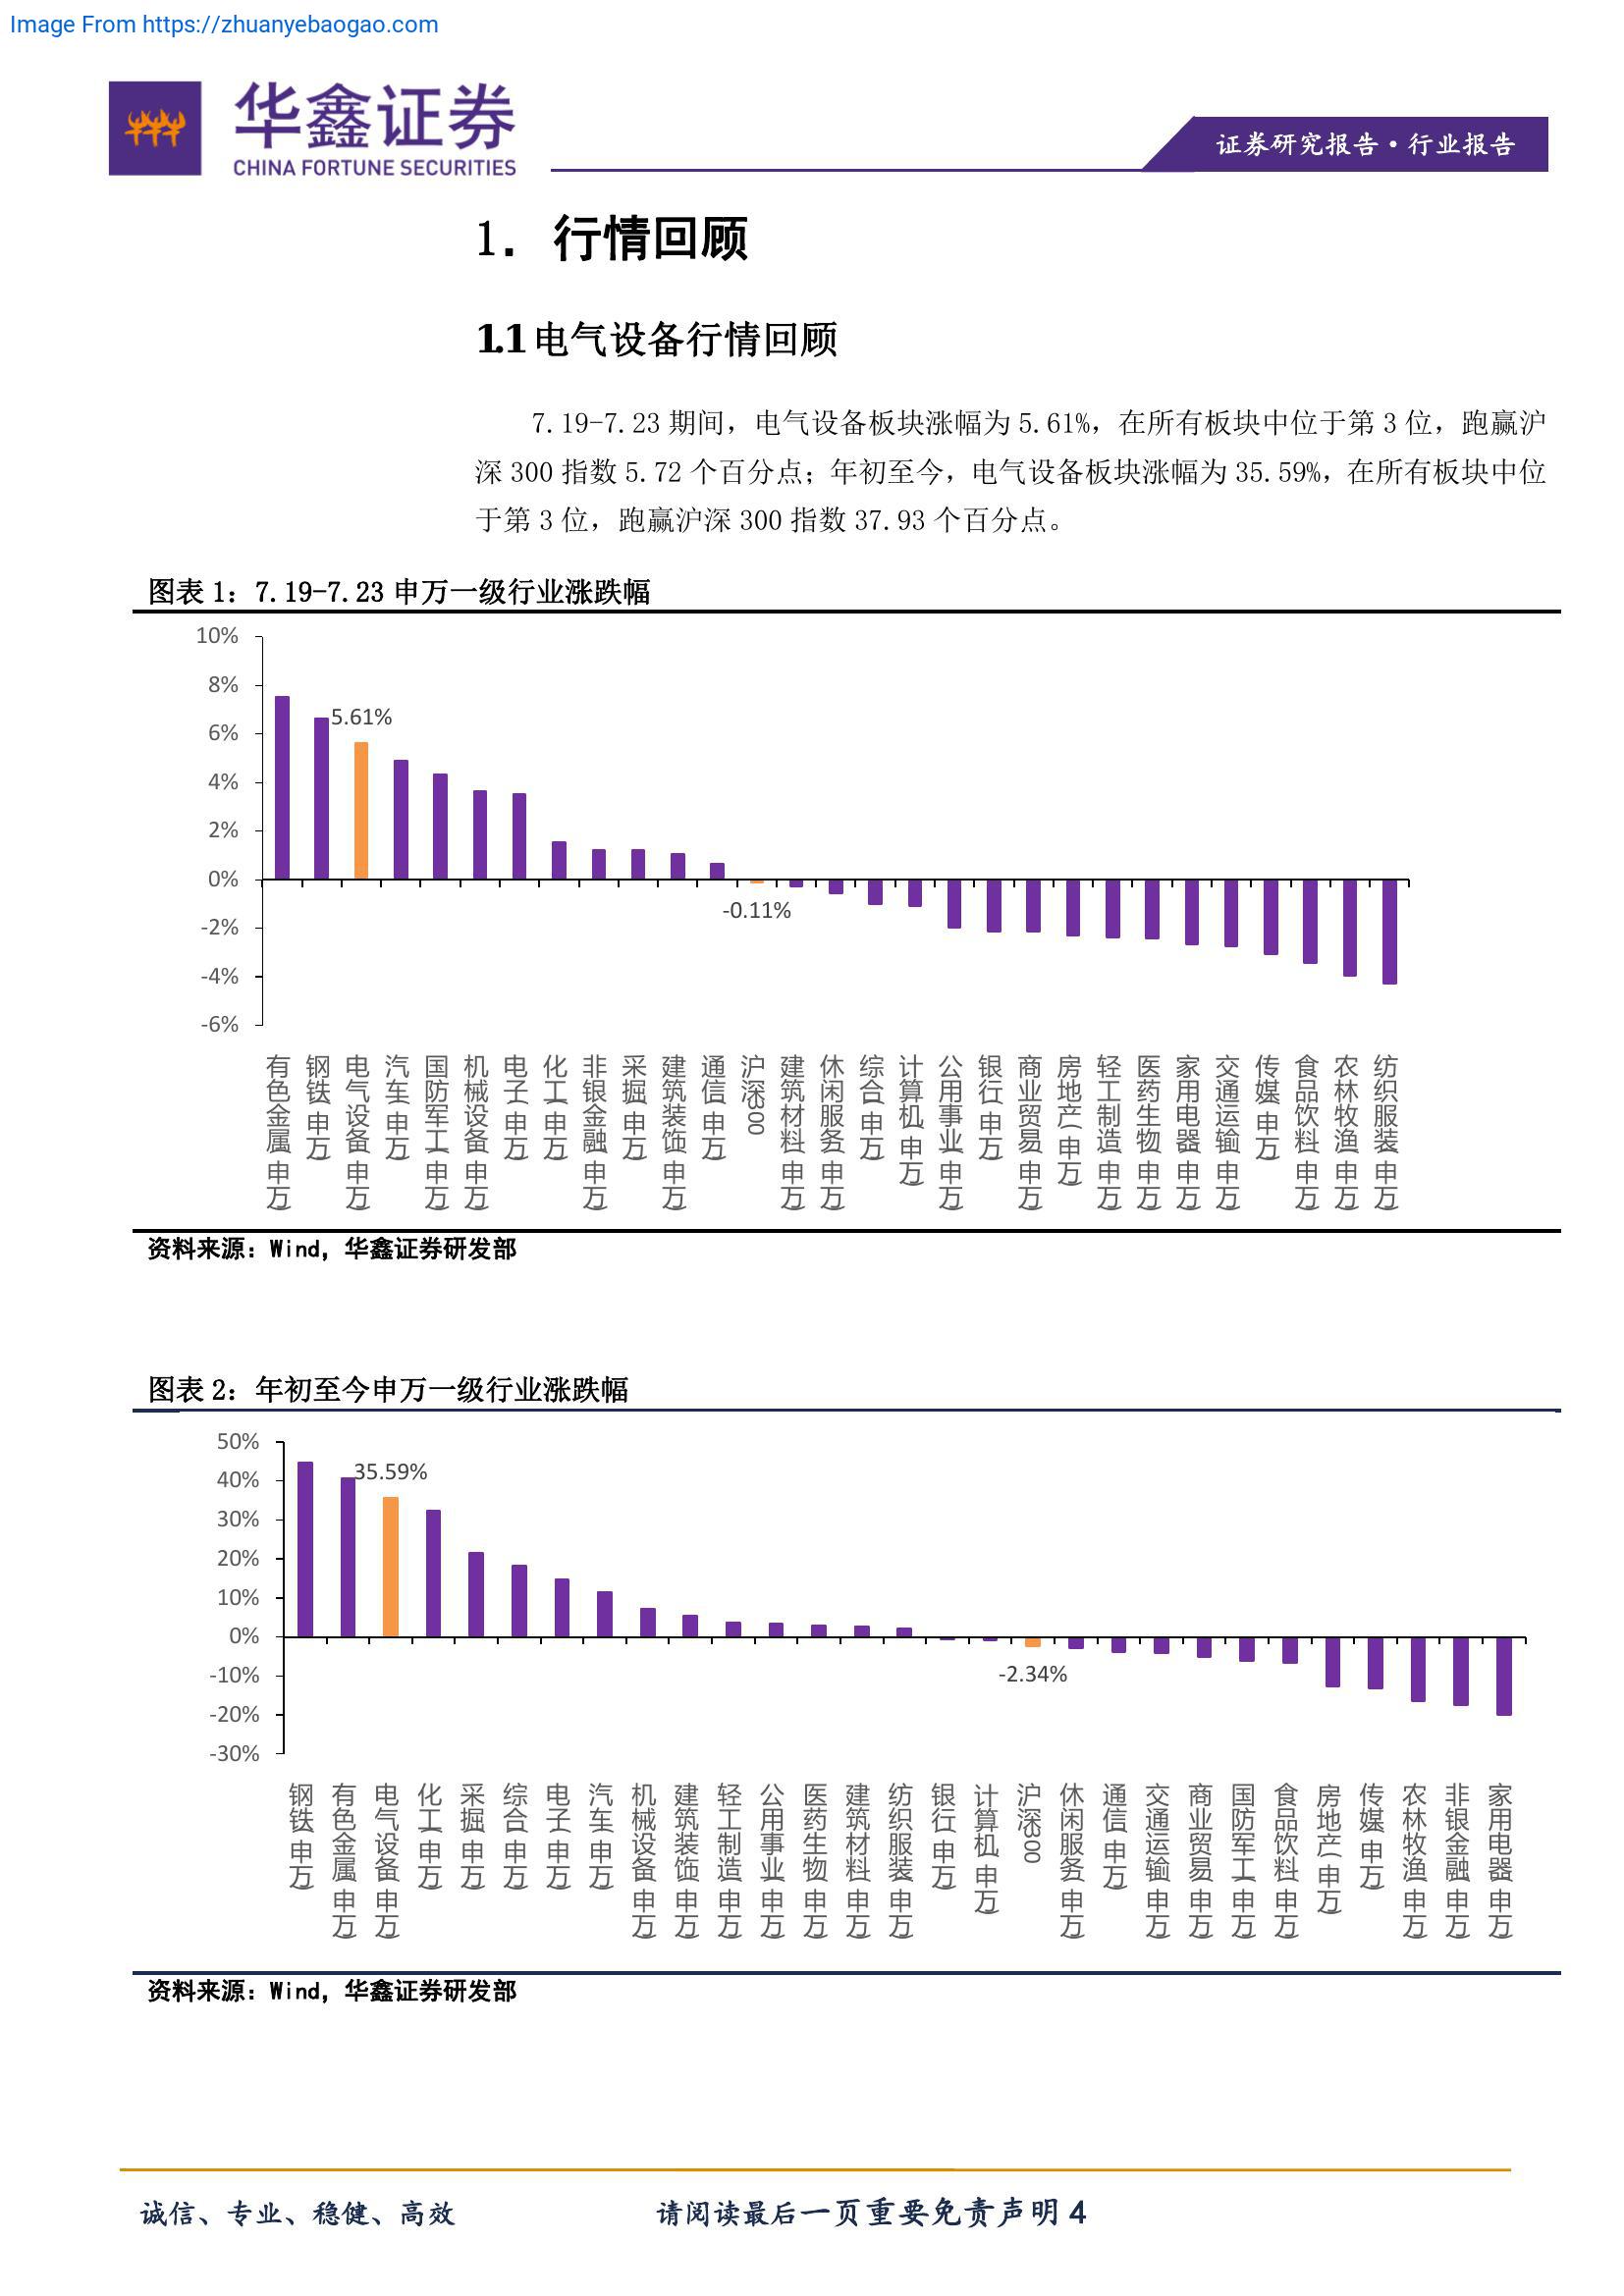 Image From https://zhuanyebaogao.com
华鑫证券
CHINA FORTUNE SECURITIES
证券研究报告·行业报告
1. 行情回顾
1.1 电气设备行情回顾
7.19-7.23 期间，电气设备板块涨幅为 5.61%，在所有板块中位于第 3 位，跑赢沪
深 300 指数 5.72 个百分点；年初至今，电气设备板块涨幅为 35.59%，在所有板块中位
于第 3 位，跑赢沪深 300 指数 37.93 个百分点。
图表 1：7.19-7.23 申万一级行业涨跌幅
10%
8%
6%
4%
2%
0%
-2%
-4%
-6%
5.61%
-0.11%
有色金属(申万)
钢铁(申万)
电气设备(申万)
汽车(申万)
国防军工(申万)
机械设备(申万)
电子(申万)
化工(申万)
非银金融(申万)
采掘(申万)
建筑装饰(申万)
通信(申万)
沪深300
建筑材料(申万)
休闲服务(申万)
综合(申万)
计算机(申万)
公用事业(申万)
银行(申万)
商业贸易(申万)
房地产(申万)
轻工制造(申万)
医药生物(申万)
家用电器(申万)
交通运输(申万)
传媒(申万)
食品饮料(申万)
农林牧渔(申万)
纺织服装(申万)
资料来源：Wind，华鑫证券研发部
图表 2：年初至今申万一级行业涨跌幅
50%
40%
30%
20%
10%
0%
-10%
-20%
-30%
35.59%
-2.34%
钢铁(申万)
有色金属(申万)
电气设备(申万)
化工(申万)
采掘(申万)
综合(申万)
电子(申万)
汽车(申万)
机械设备(申万)
建筑装饰(申万)
轻工制造(申万)
公用事业(申万)
医药生物(申万)
建筑材料(申万)
纺织服装(申万)
银行(申万)
计算机(申万)
沪深300
休闲服务(申万)
通信(申万)
交通运输(申万)
商业贸易(申万)
国防军工(申万)
食品饮料(申万)
房地产(申万)
传媒(申万)
农林牧渔(申万)
非银金融(申万)
家用电器(申万)
资料来源：Wind，华鑫证券研发部
诚信、专业、稳健、高效
请阅读最后一页重要免责声明 4